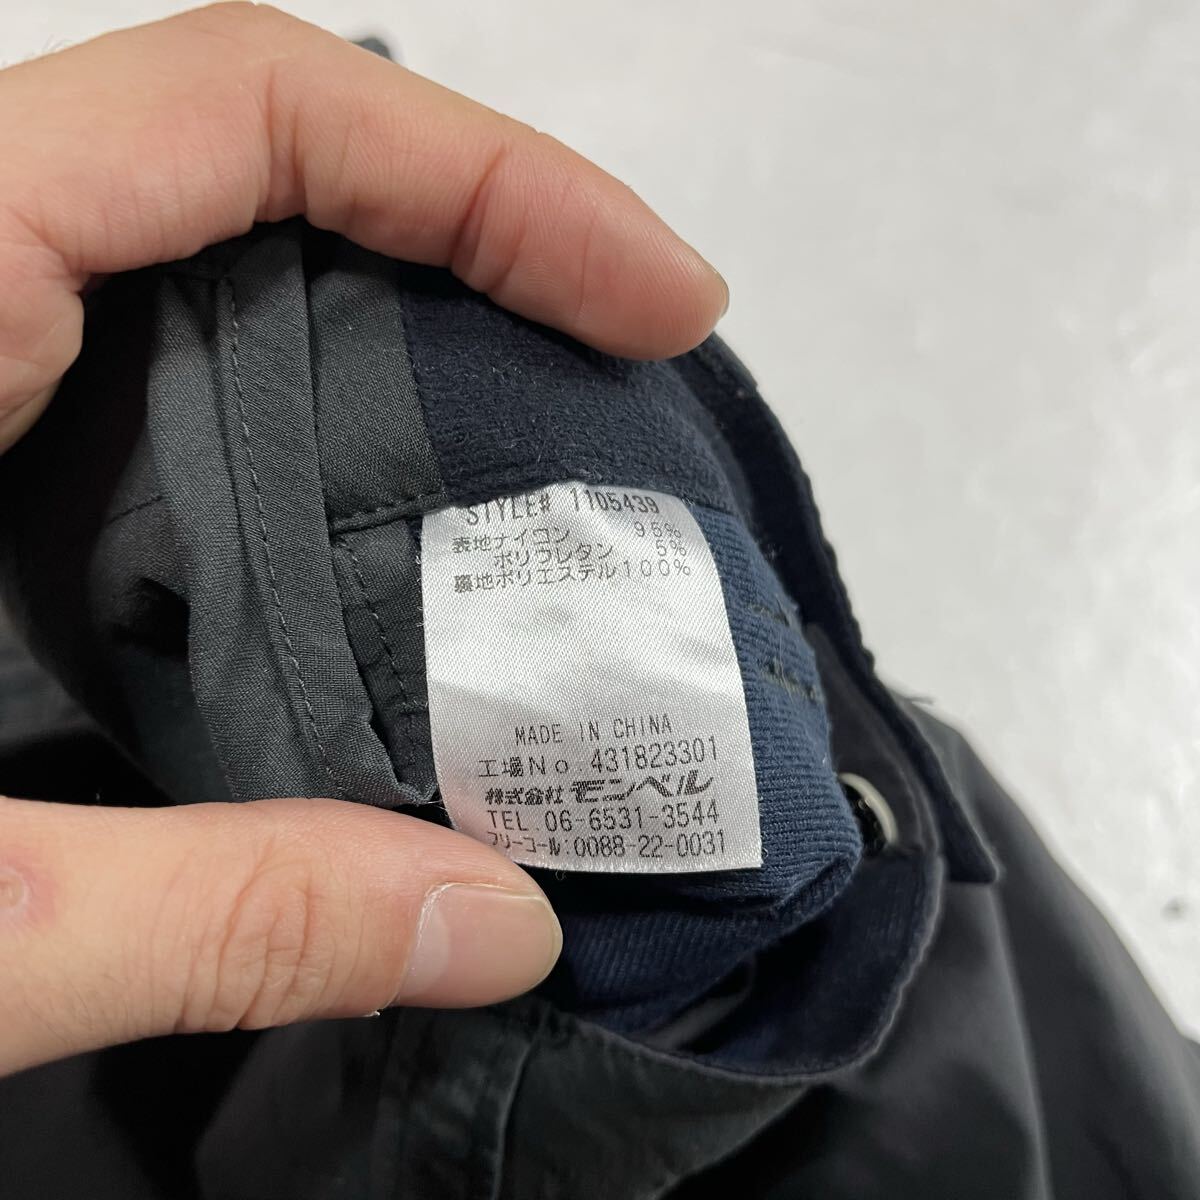 STYLE# 1105439
表地ナイロン 95%
ポリウレタン 5%
裏地ポリエステル100%
MADE IN CHINA
工場No.431823301
株式会社モンベル
TEL.06-6531-3544
フリーコール:0088-22-0031